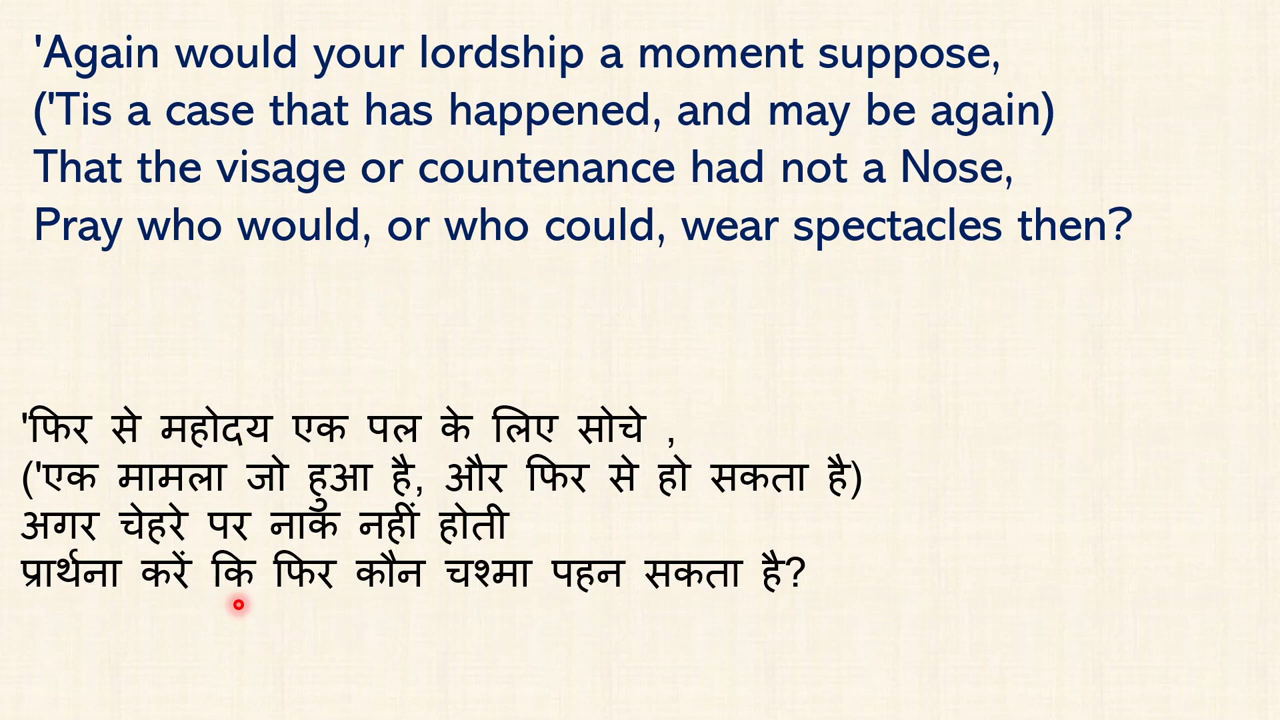 'Again would your lordship a moment suppose,
('Tis a case that has happened, and may be again)
That the visage or countenance had not a Nose,
Pray who would, or who could, wear spectacles then?
'फिर से महोदय एक पल के लिए सोचे ,
('एक मामला जो हुआ है, और फिर से हो सकता है)
अगर चेहरे पर नाक नहीं होती
प्रार्थना करें कि फिर कौन चश्मा पहन सकता है?